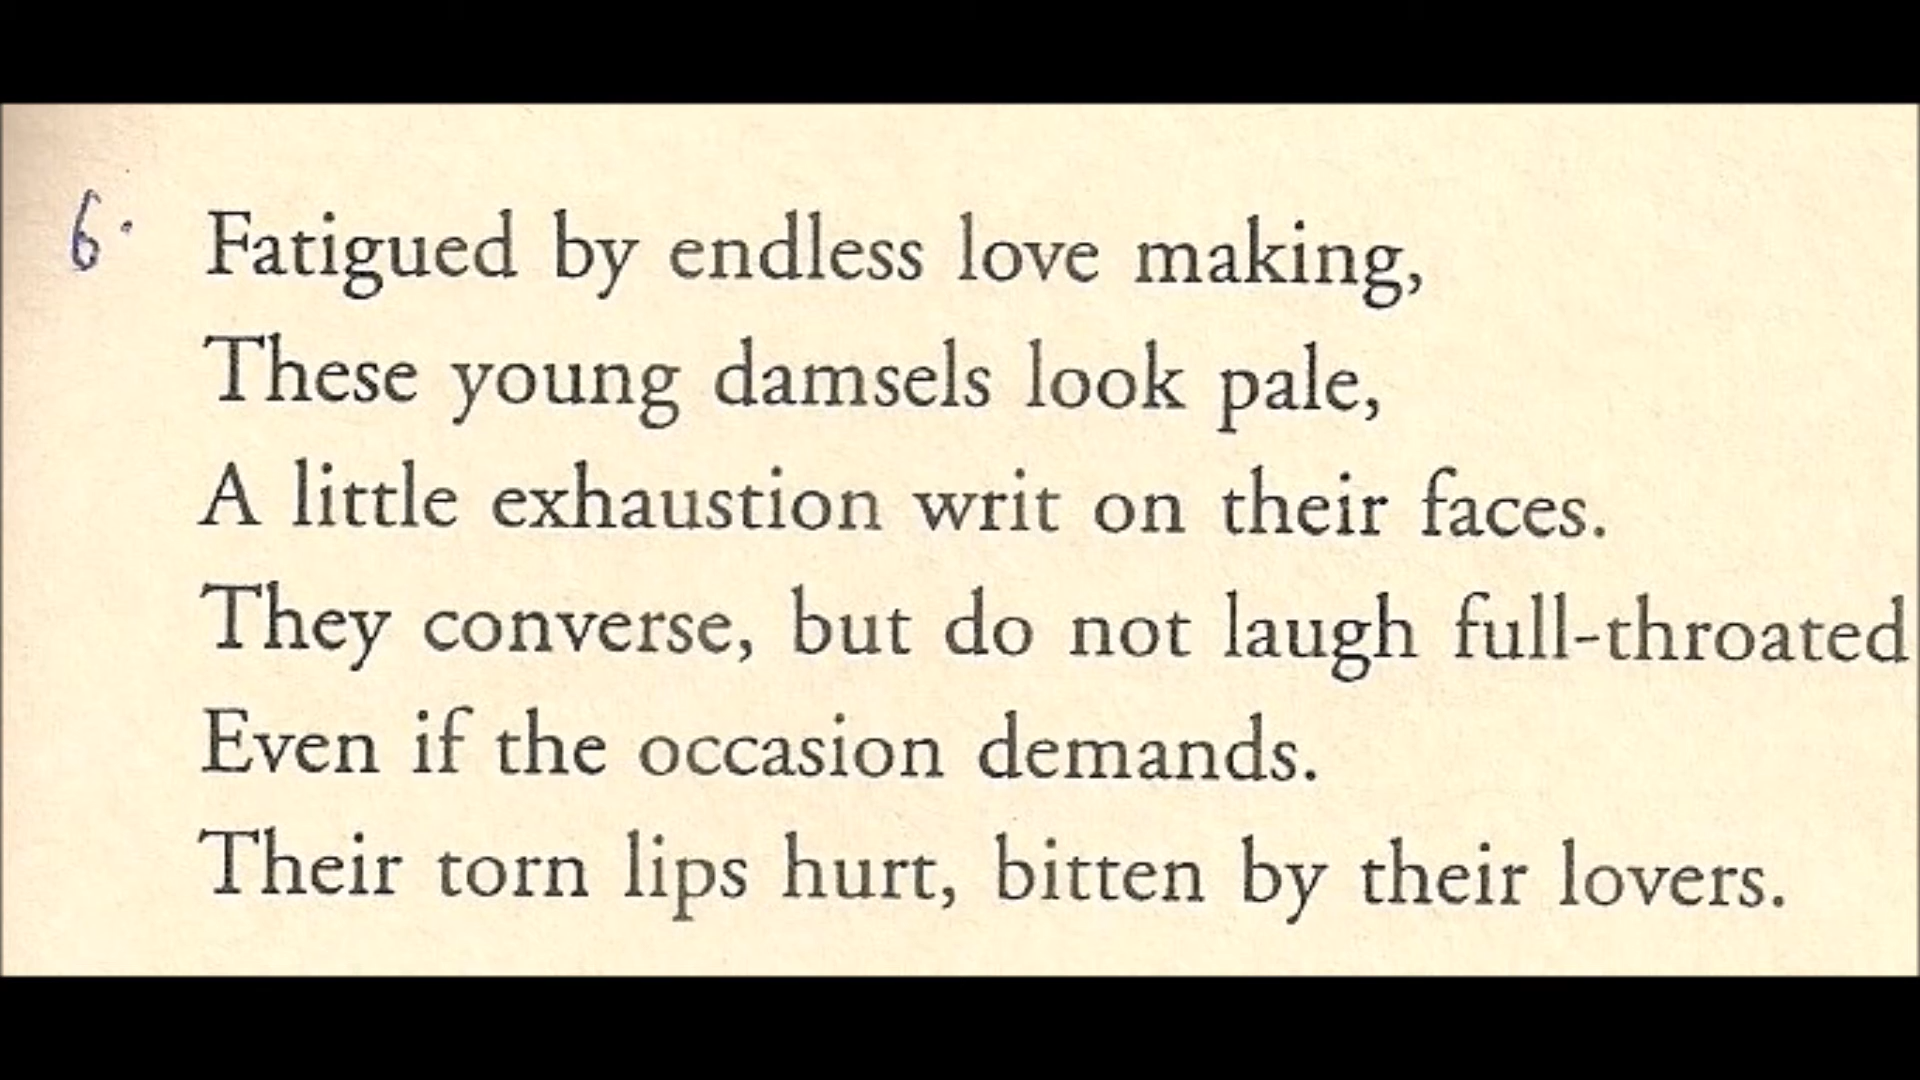 6. Fatigued by endless love making,
These young damsels look pale,
A little exhaustion writ on their faces.
They converse, but do not laugh full-throated
Even if the occasion demands.
Their torn lips hurt, bitten by their lovers.